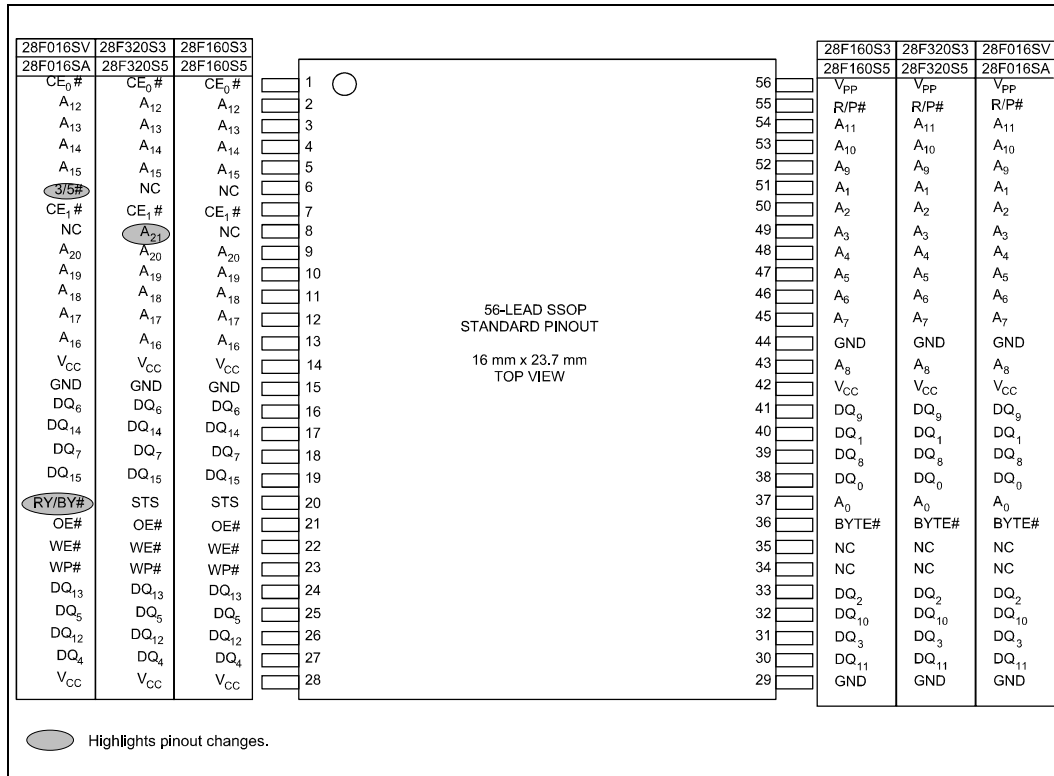 28F016SV 28F320S3 28F160S3 28F160S3 28F320S3 28F016SV
28F016SA 28F320S5 28F160S5 28F160S5 28F320S5 28F016SA
CE0# CE0# CE0# 1 56 VPP VPP VPP
A12 A12 A12 2 55 R/P# R/P# R/P#
A13 A13 A13 3 54 A11 A11 A11
A14 A14 A14 4 53 A10 A10 A10
A15 A15 A15 5 52 A9 A9 A9
3/5# NC NC 6 51 A1 A1 A1
CE1# CE1# CE1# 7 50 A2 A2 A2
NC A21 NC 8 49 A3 A3 A3
A20 A20 A20 9 48 A4 A4 A4
A19 A19 A19 10 47 A5 A5 A5
A18 A18 A18 11 46 A6 A6 A6
A17 A17 A17 12 45 A7 A7 A7
A16 A16 A16 13 44 GND GND GND
VCC VCC VCC 14 43 A8 A8 A8
GND GND GND 15 42 VCC VCC VCC
DQ6 DQ6 DQ6 16 41 DQ9 DQ9 DQ9
DQ14 DQ14 DQ14 17 40 DQ1 DQ1 DQ1
DQ7 DQ7 DQ7 18 39 DQ8 DQ8 DQ8
DQ15 DQ15 DQ15 19 38 DQ0 DQ0 DQ0
RY/BY# STS STS 20 37 A0 A0 A0
OE# OE# OE# 21 36 BYTE# BYTE# BYTE#
WE# WE# WE# 22 35 NC NC NC
WP# WP# WP# 23 34 NC NC NC
DQ13 DQ13 DQ13 24 33 DQ2 DQ2 DQ2
DQ5 DQ5 DQ5 25 32 DQ10 DQ10 DQ10
DQ12 DQ12 DQ12 26 31 DQ3 DQ3 DQ3
DQ4 DQ4 DQ4 27 30 DQ11 DQ11 DQ11
VCC VCC VCC 28 29 GND GND GND
56-LEAD SSOP
STANDARD PINOUT
16 mm x 23.7 mm
TOP VIEW
Highlights pinout changes.